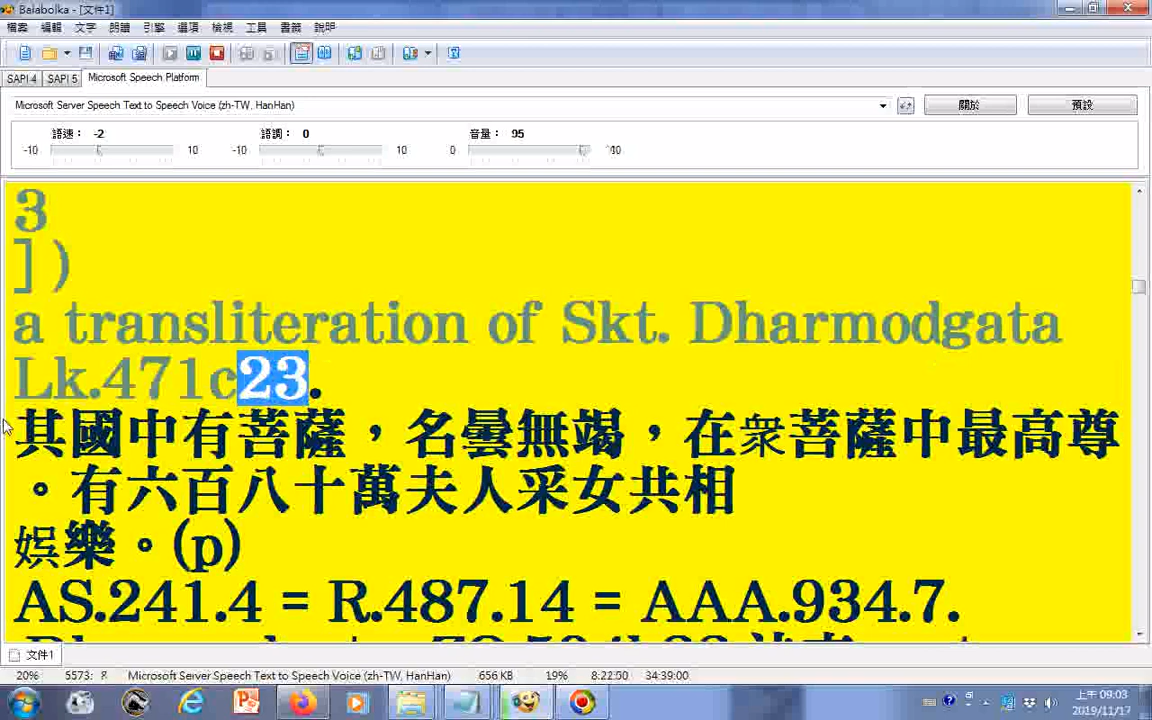 Balabolka - [文件1]
檔案 編輯 文字 朗讀 引擎 選項 檢視 工具 書籤 說明
SAPI 4 SAPI 5 Microsoft Speech Platform
Microsoft Server Speech Text to Speech Voice (zh-TW, HanHan) 關於 預設
語速： -2 語調： 0 音量： 95
-10 10 -10 10 0
3
])
a transliteration of Skt. Dharmodgata
Lk.471c23.
其國中有菩薩，名曇無竭，在眾菩薩中最高尊
。有六百八十萬夫人采女共相
娛樂。(p)
AS.241.4 = R.487.14 = AAA.934.7.
文件1
20% 5573: 8 Microsoft Server Speech Text to Speech Voice (zh-TW, HanHan) 656 KB 19% 8:22:50 34:39:00
上午 09:03
2019/11/17